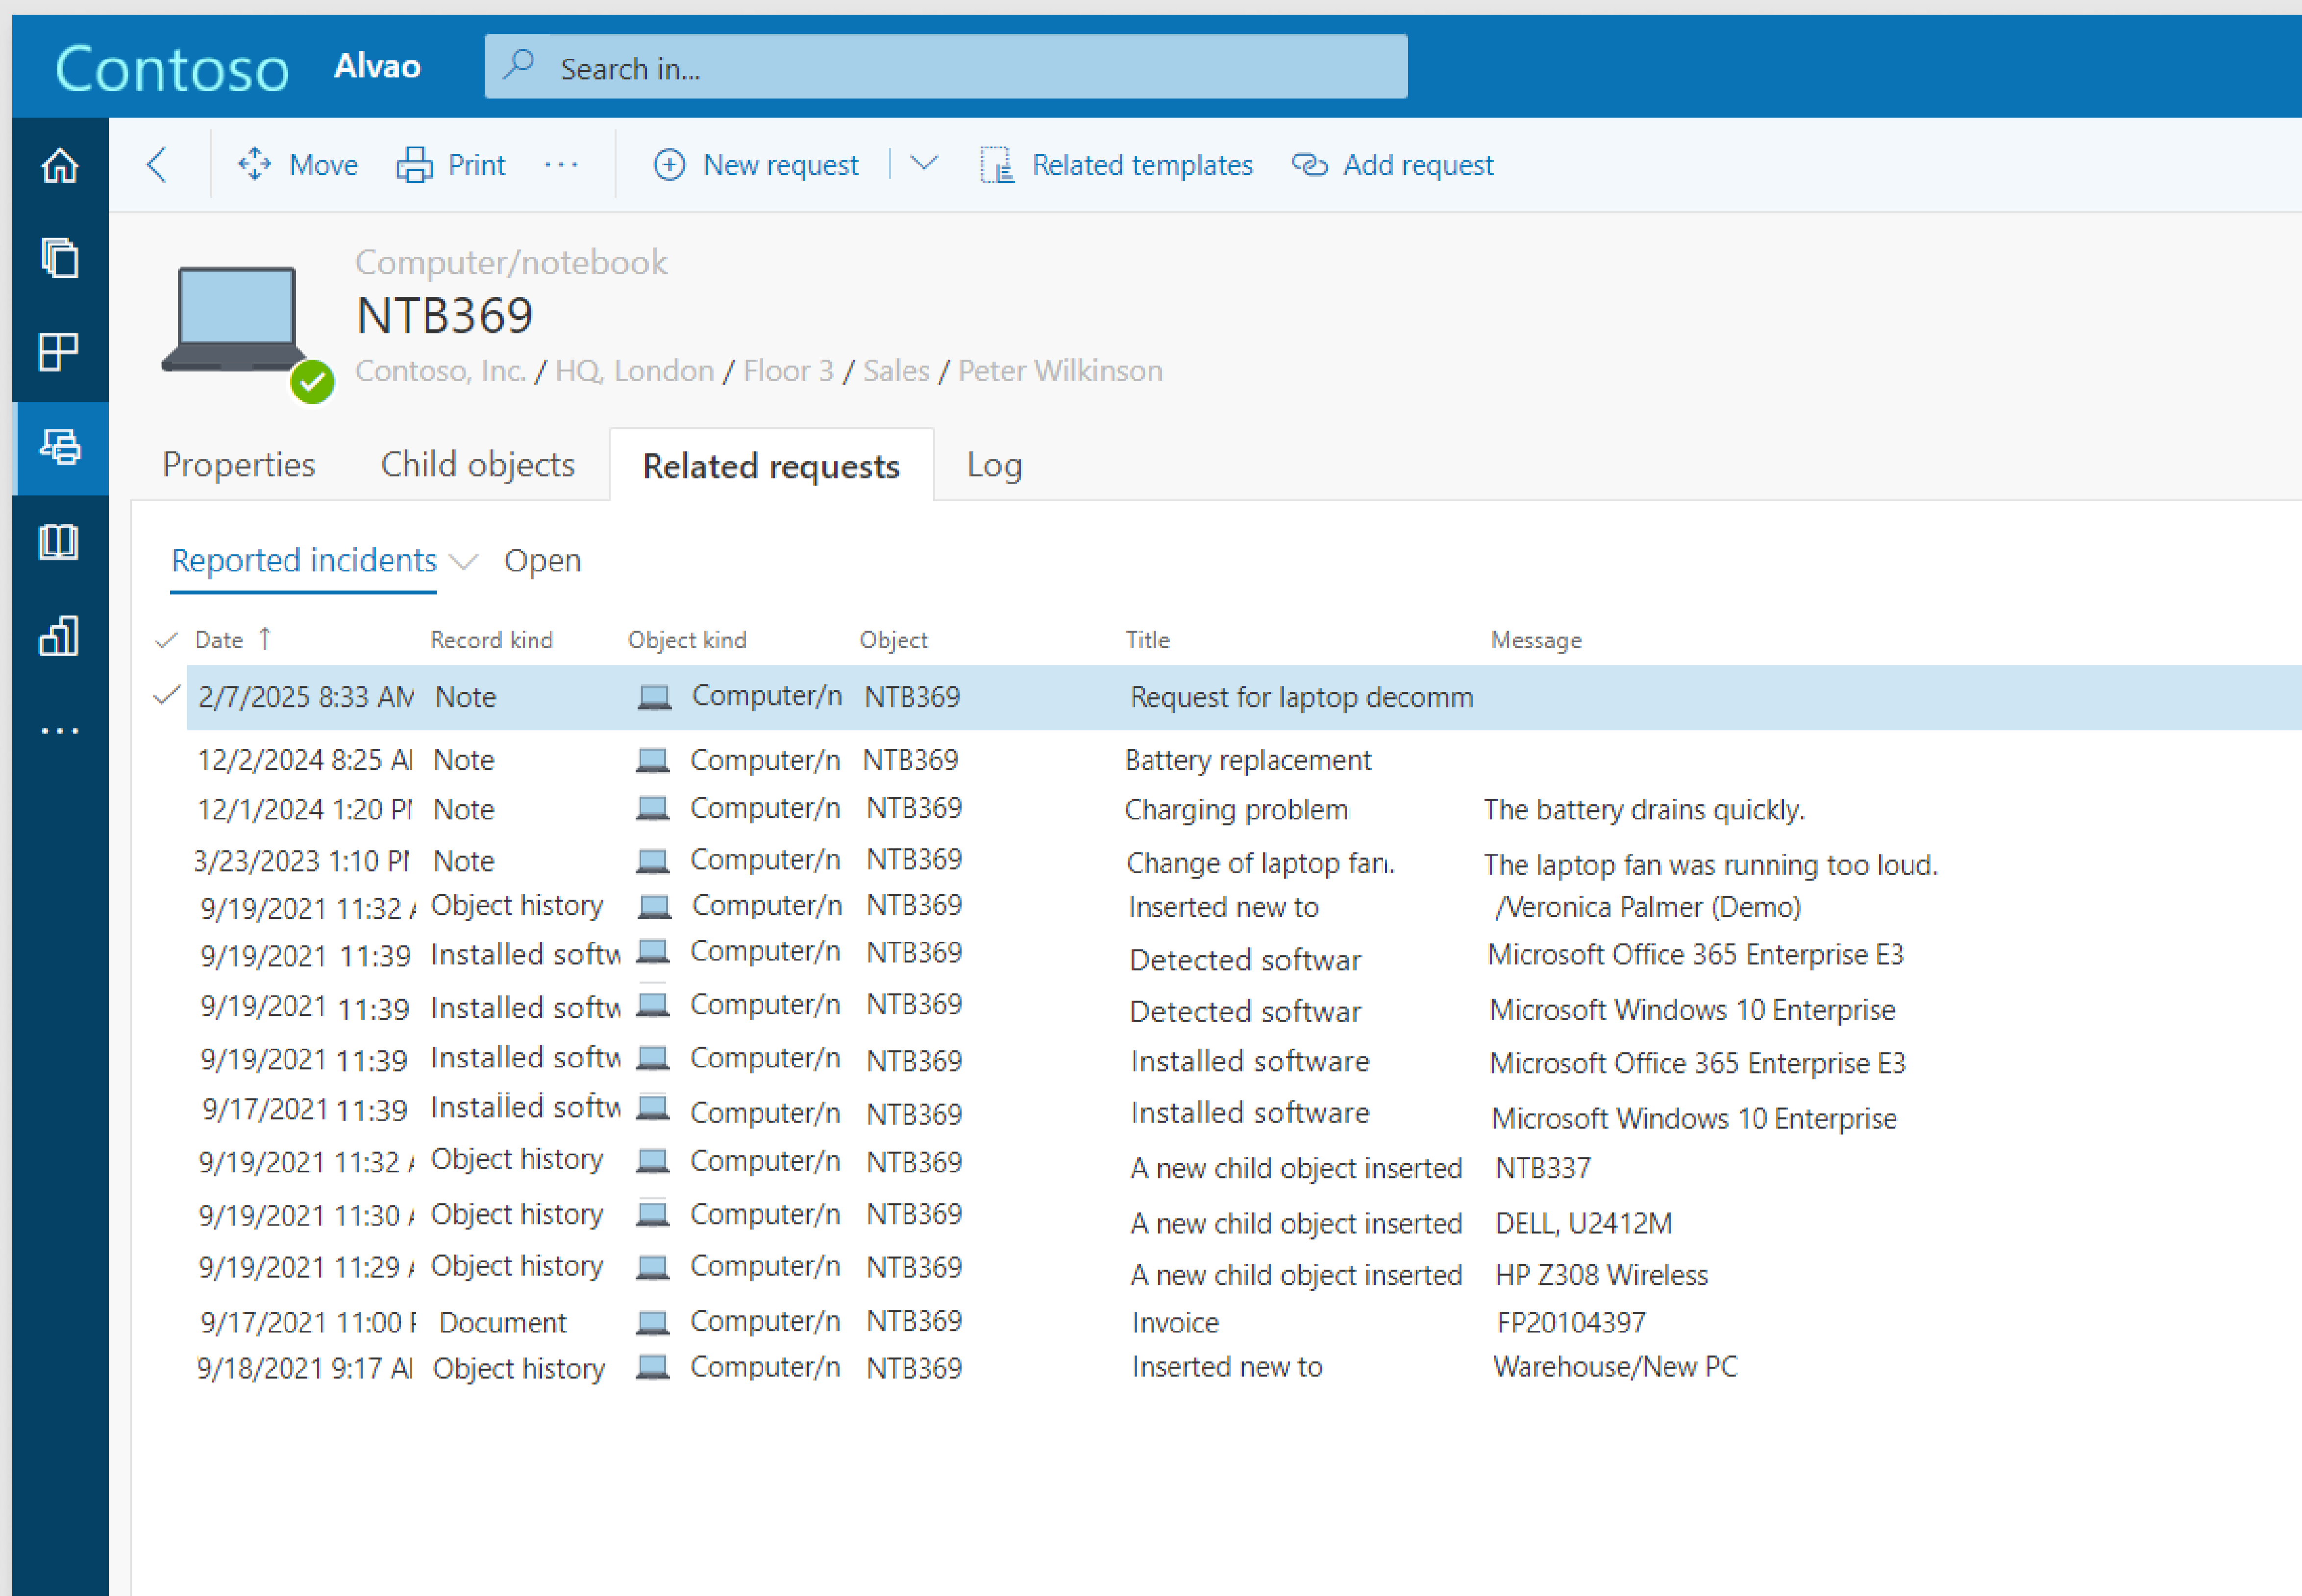 Contoso Alvao Search in...
Move Print ... New request Related templates Add request
Computer/notebook
NTB369
Contoso, Inc. / HQ, London / Floor 3 / Sales / Peter Wilkinson
Properties Child objects Related requests Log
Reported incidents Open
Date ↑ Record kind Object kind Object Title Message
2/7/2025 8:33 AM Note Computer/n NTB369 Request for laptop decomm
12/2/2024 8:25 AI Note Computer/n NTB369 Battery replacement
12/1/2024 1:20 PI Note Computer/n NTB369 Charging problem The battery drains quickly.
3/23/2023 1:10 PI Note Computer/n NTB369 Change of laptop fan. The laptop fan was running too loud.
9/19/2021 11:32 Object history Computer/n NTB369 Inserted new to /Veronica Palmer (Demo)
9/19/2021 11:39 Installed softw Computer/n NTB369 Detected softwar Microsoft Office 365 Enterprise E3
9/19/2021 11:39 Installed softw Computer/n NTB369 Detected softwar Microsoft Windows 10 Enterprise
9/19/2021 11:39 Installed softw Computer/n NTB369 Installed software Microsoft Office 365 Enterprise E3
9/17/2021 11:39 Installed softw Computer/n NTB369 Installed software Microsoft Windows 10 Enterprise
9/19/2021 11:32 Object history Computer/n NTB369 A new child object inserted NTB337
9/19/2021 11:30 Object history Computer/n NTB369 A new child object inserted DELL, U2412M
9/19/2021 11:29 Object history Computer/n NTB369 A new child object inserted HP Z308 Wireless
9/17/2021 11:00 Document Computer/n NTB369 Invoice FP20104397
9/18/2021 9:17 AI Object history Computer/n NTB369 Inserted new to Warehouse/New PC